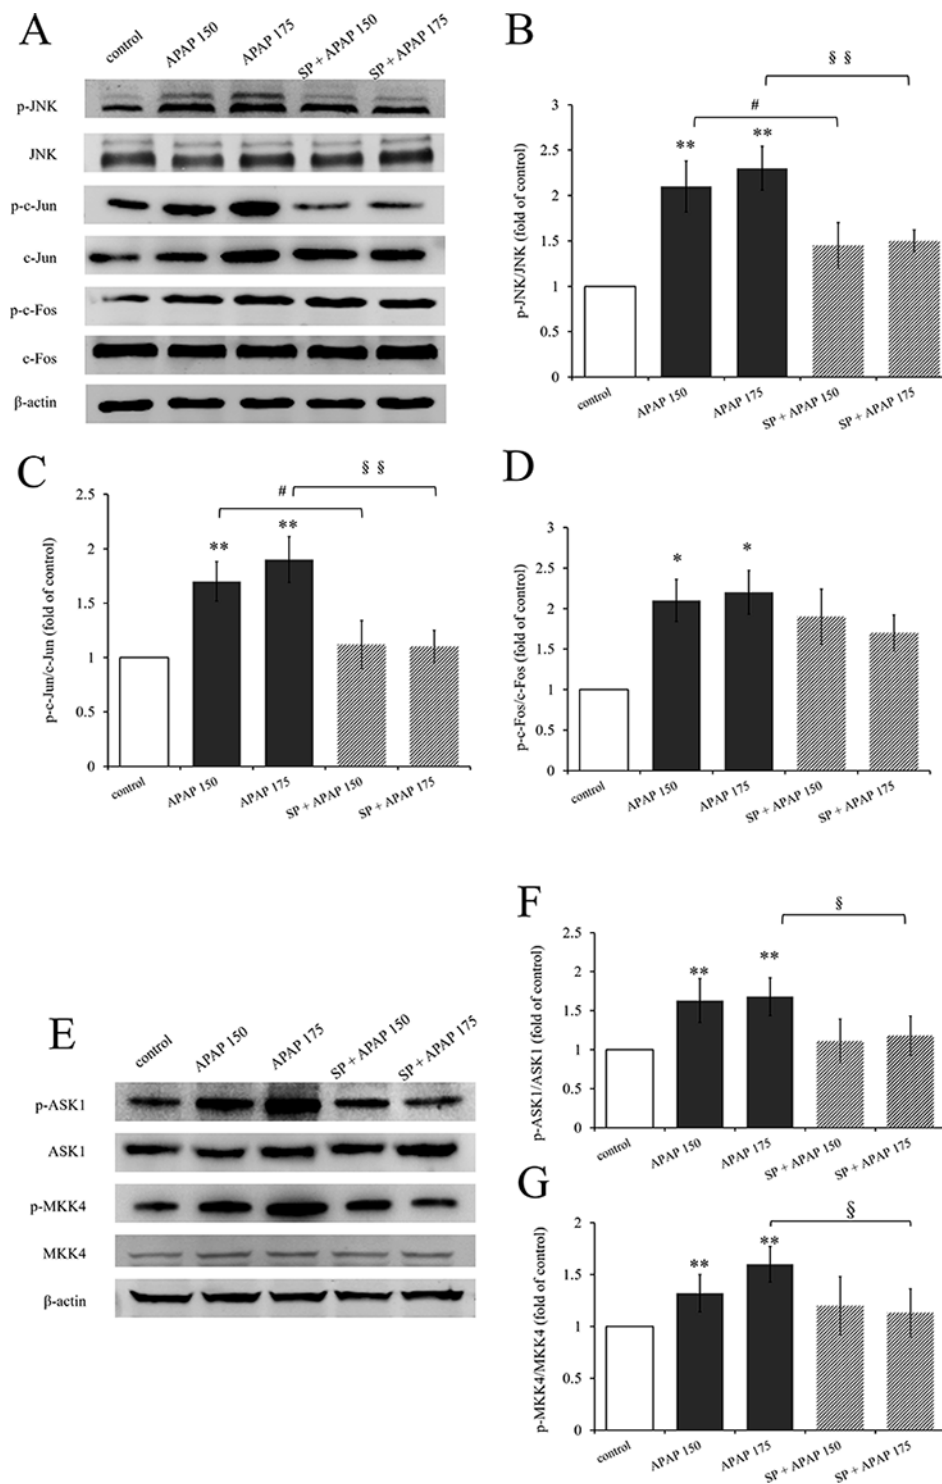 A
control
APAP 150
APAP 175
SP + APAP 150
SP + APAP 175
p-JNK
JNK
p-c-Jun
c-Jun
p-c-Fos
c-Fos
β-actin
B
§ §
#
**
**
p-JNK/JNK (fold of control)
3
2.5
2
1.5
1
0.5
0
control
APAP 150
APAP 175
SP + APAP 150
SP + APAP 175
C
§ §
#
**
**
p-c-Jun/c-Jun (fold of control)
2.5
2
1.5
1
0.5
0
control
APAP 150
APAP 175
SP + APAP 150
SP + APAP 175
D
*
*
p-c-Fos/c-Fos (fold of control)
3
2.5
2
1.5
1
0.5
0
control
APAP 150
APAP 175
SP + APAP 150
SP + APAP 175
E
control
APAP 150
APAP 175
SP + APAP 150
SP + APAP 175
p-ASK1
ASK1
p-MKK4
MKK4
β-actin
F
§
**
**
p-ASK1/ASK1 (fold of control)
2.5
2
1.5
1
0.5
0
control
APAP 150
APAP 175
SP + APAP 150
SP + APAP 175
G
§
**
**
p-MKK4/MKK4 (fold of control)
2
1.5
1
0.5
0
control
APAP 150
APAP 175
SP + APAP 150
SP + APAP 175